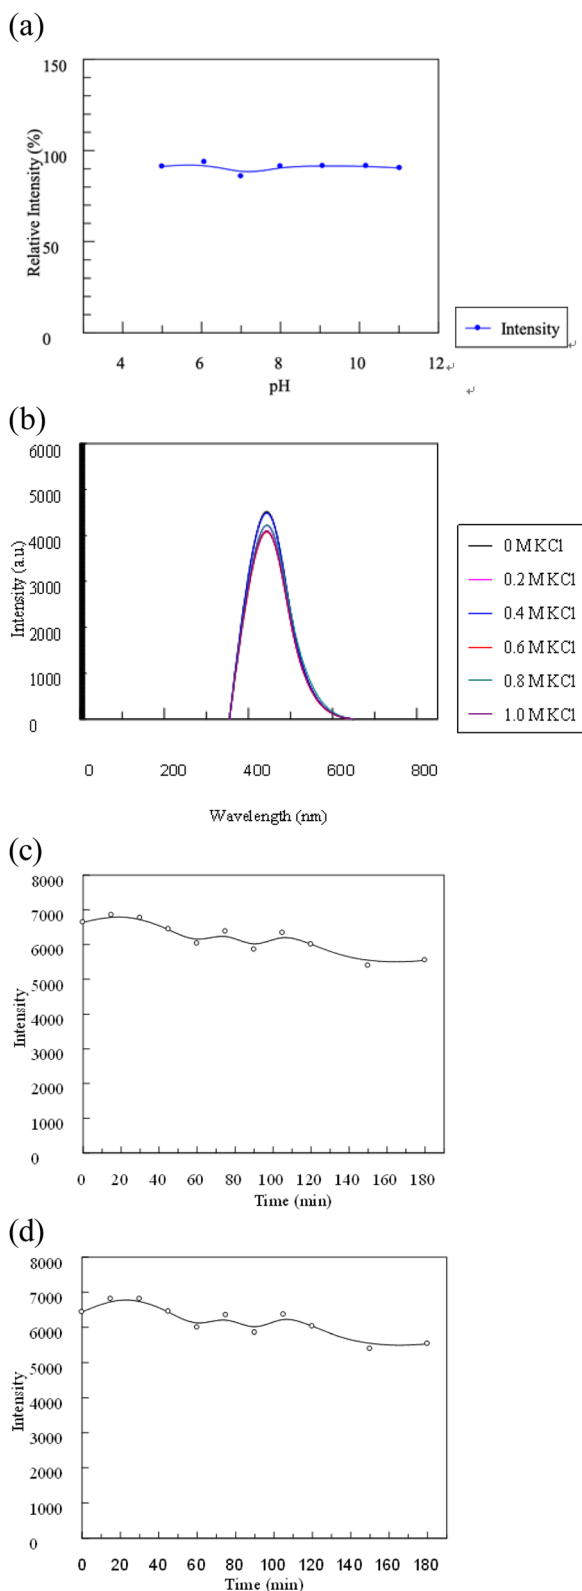 (a)
150
100
50
0
Relative Intensity (%)
4 6 8 10 12
pH
Intensity
(b)
6000
5000
4000
3000
2000
1000
0
Intensity (a.u.)
0 200 400 600 800
Wavelength (nm)
0 M KCl
0.2 M KCl
0.4 M KCl
0.6 M KCl
0.8 M KCl
1.0 M KCl
(c)
8000
7000
6000
5000
4000
3000
2000
1000
0
Intensity
0 20 40 60 80 100 120 140 160 180
Time (min)
(d)
8000
7000
6000
5000
4000
3000
2000
1000
0
Intensity
0 20 40 60 80 100 120 140 160 180
Time (min)